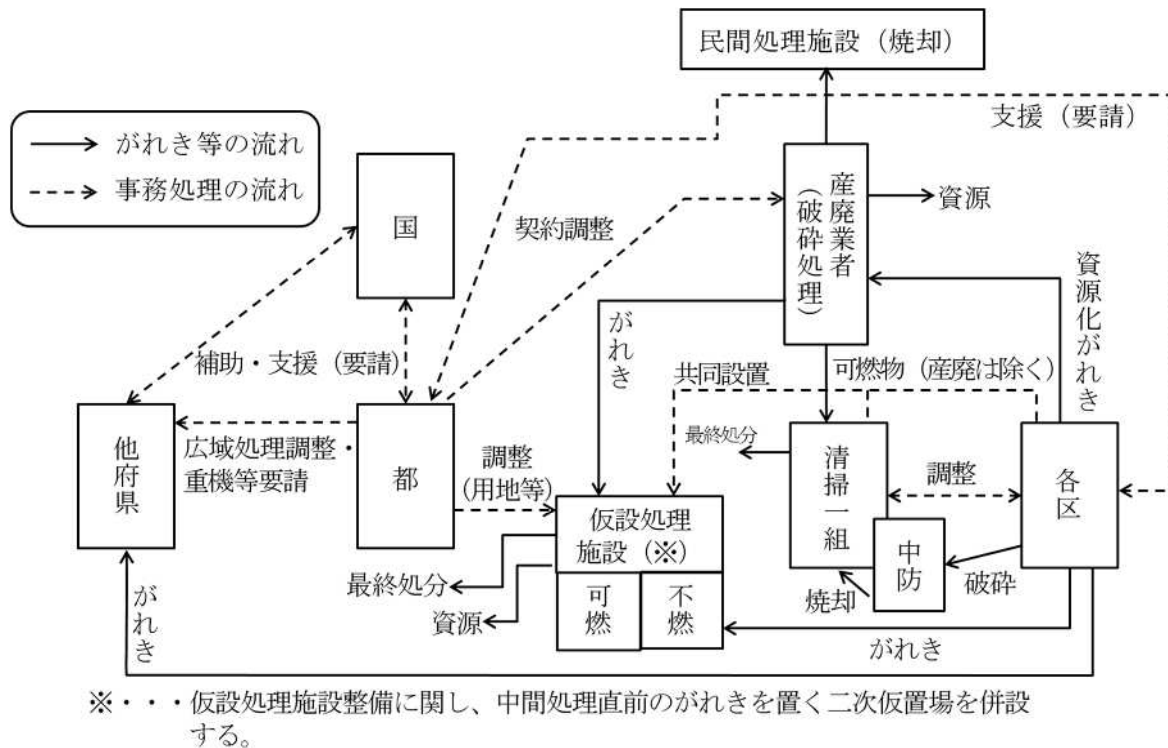 民間処理施設（焼却）
支援（要請）
がれき等の流れ
事務処理の流れ
国
契約調整
産廃業者
（破砕処理）
資源
資源化がれき
がれき
補助・支援（要請）
共同設置
可燃物（産廃は除く）
他府県
広域処理調整・
重機等要請
都
調整
（用地等）
最終処分
清掃一組
調整
各区
仮設処理
施設（※）
中防
破砕
焼却
最終処分
資源
可燃
不燃
がれき
がれき
※・・・仮設処理施設整備に関し、中間処理直前のがれきを置く二次仮置場を併設
する。